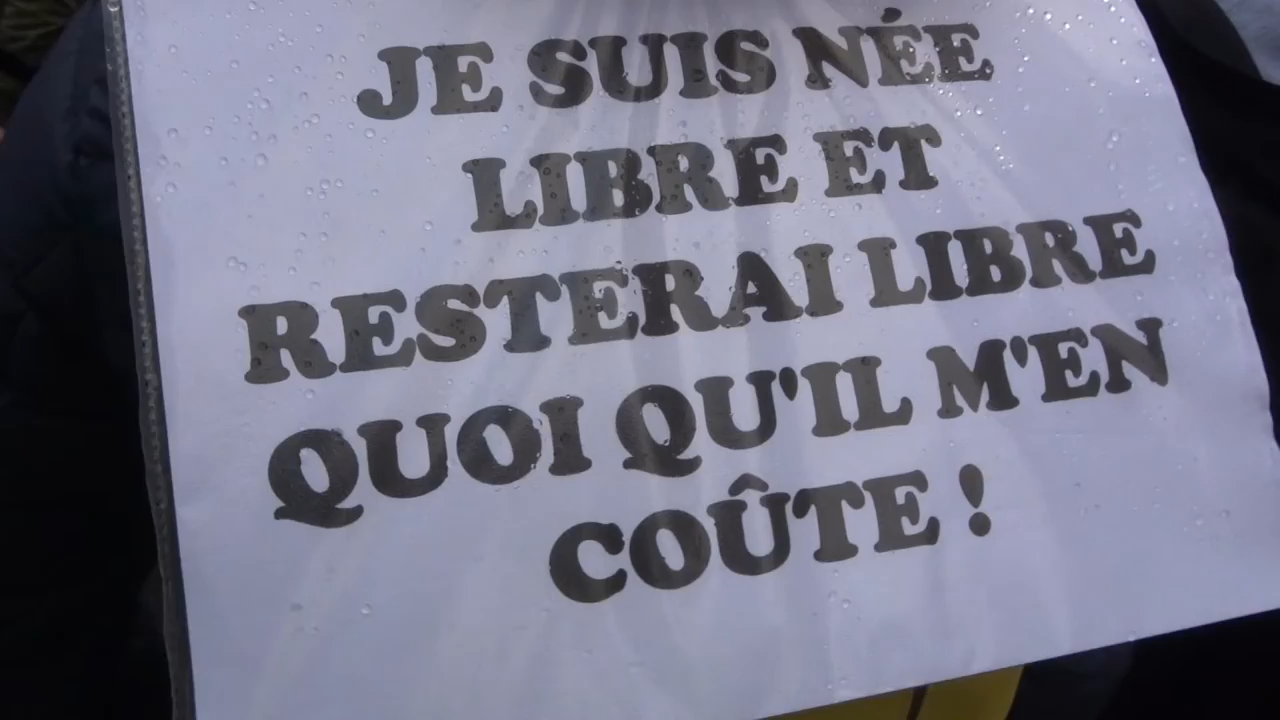 JE SUIS NÉE
LIBRE ET
RESTERAI LIBRE
QUOI QU'IL M'EN
COÛTE !